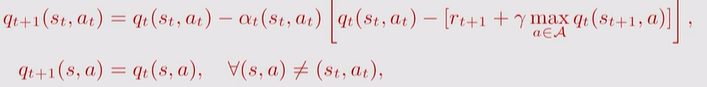 q_{t+1}(s_t, a_t) = q_t(s_t, a_t) − α_t(s_t, a_t) [ q_t(s_t, a_t) − [r_{t+1} + γ max_{a∈𝒜} q_t(s_{t+1}, a)] ],
q_{t+1}(s, a) = q_t(s, a), ∀(s, a) ≠ (s_t, a_t),